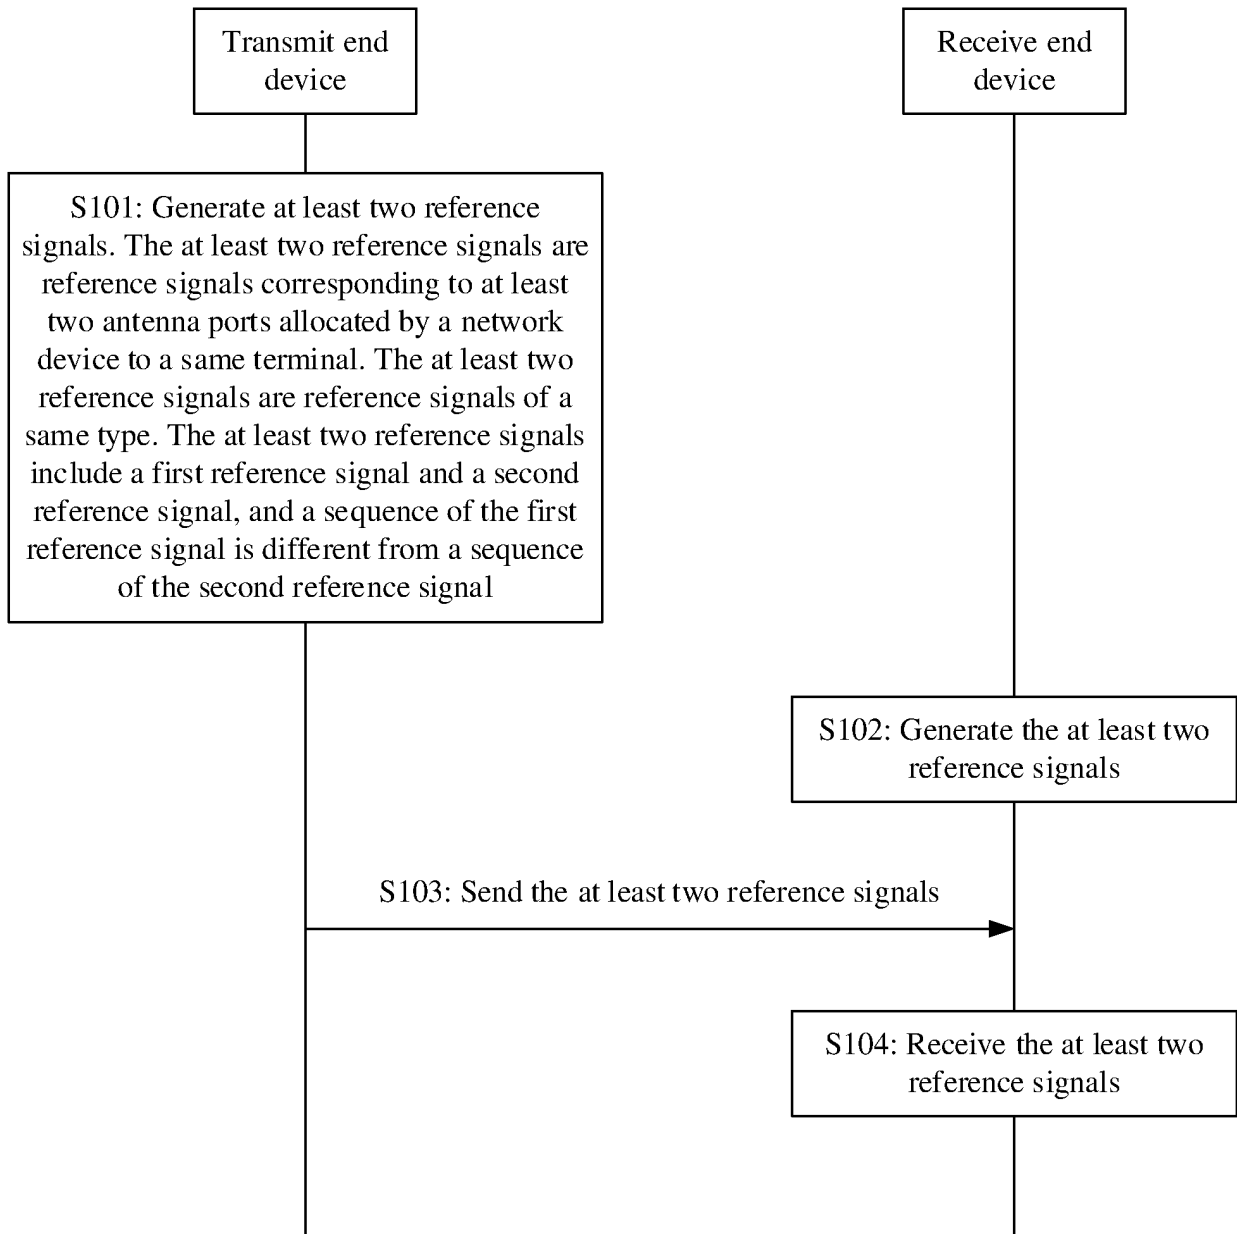 Transmit end
device
Receive end
device
S101: Generate at least two reference
signals. The at least two reference signals are
reference signals corresponding to at least
two antenna ports allocated by a network
device to a same terminal. The at least two
reference signals are reference signals of a
same type. The at least two reference signals
include a first reference signal and a second
reference signal, and a sequence of the first
reference signal is different from a sequence
of the second reference signal
S102: Generate the at least two
reference signals
S103: Send the at least two reference signals
S104: Receive the at least two
reference signals